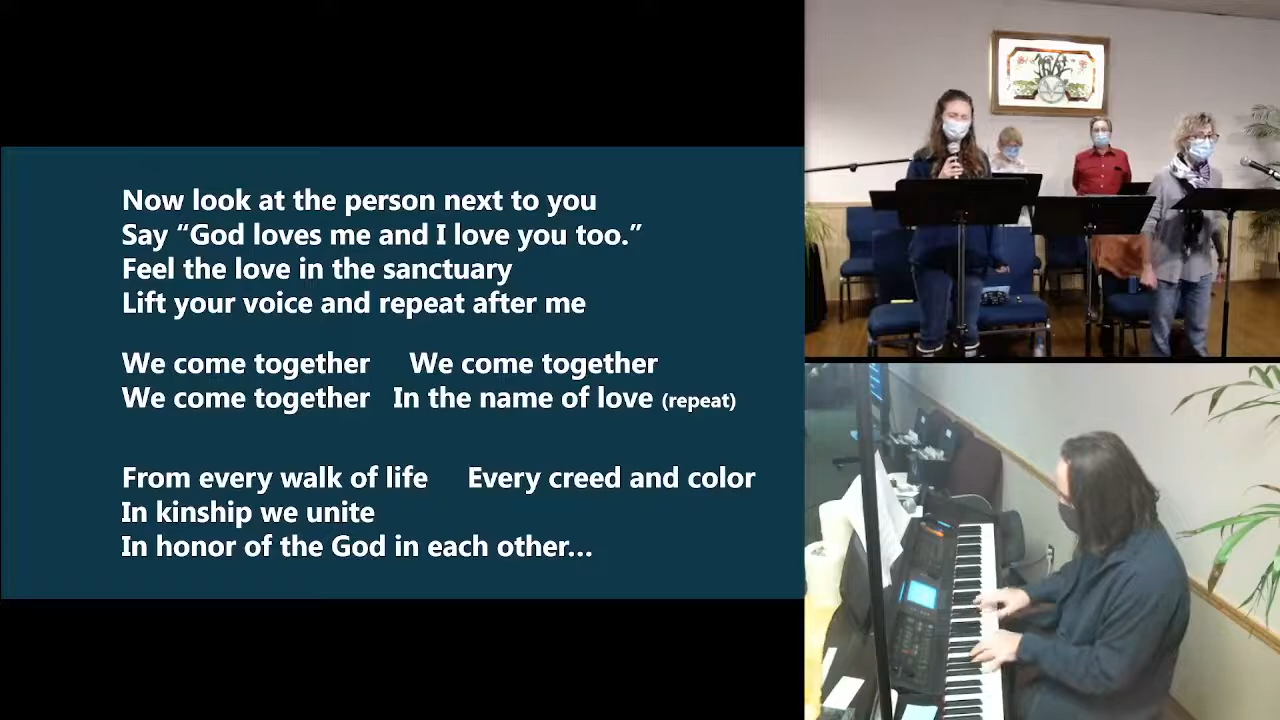 Now look at the person next to you
Say “God loves me and I love you too.”
Feel the love in the sanctuary
Lift your voice and repeat after me
We come together We come together
We come together In the name of love (repeat)
From every walk of life Every creed and color
In kinship we unite
In honor of the God in each other...